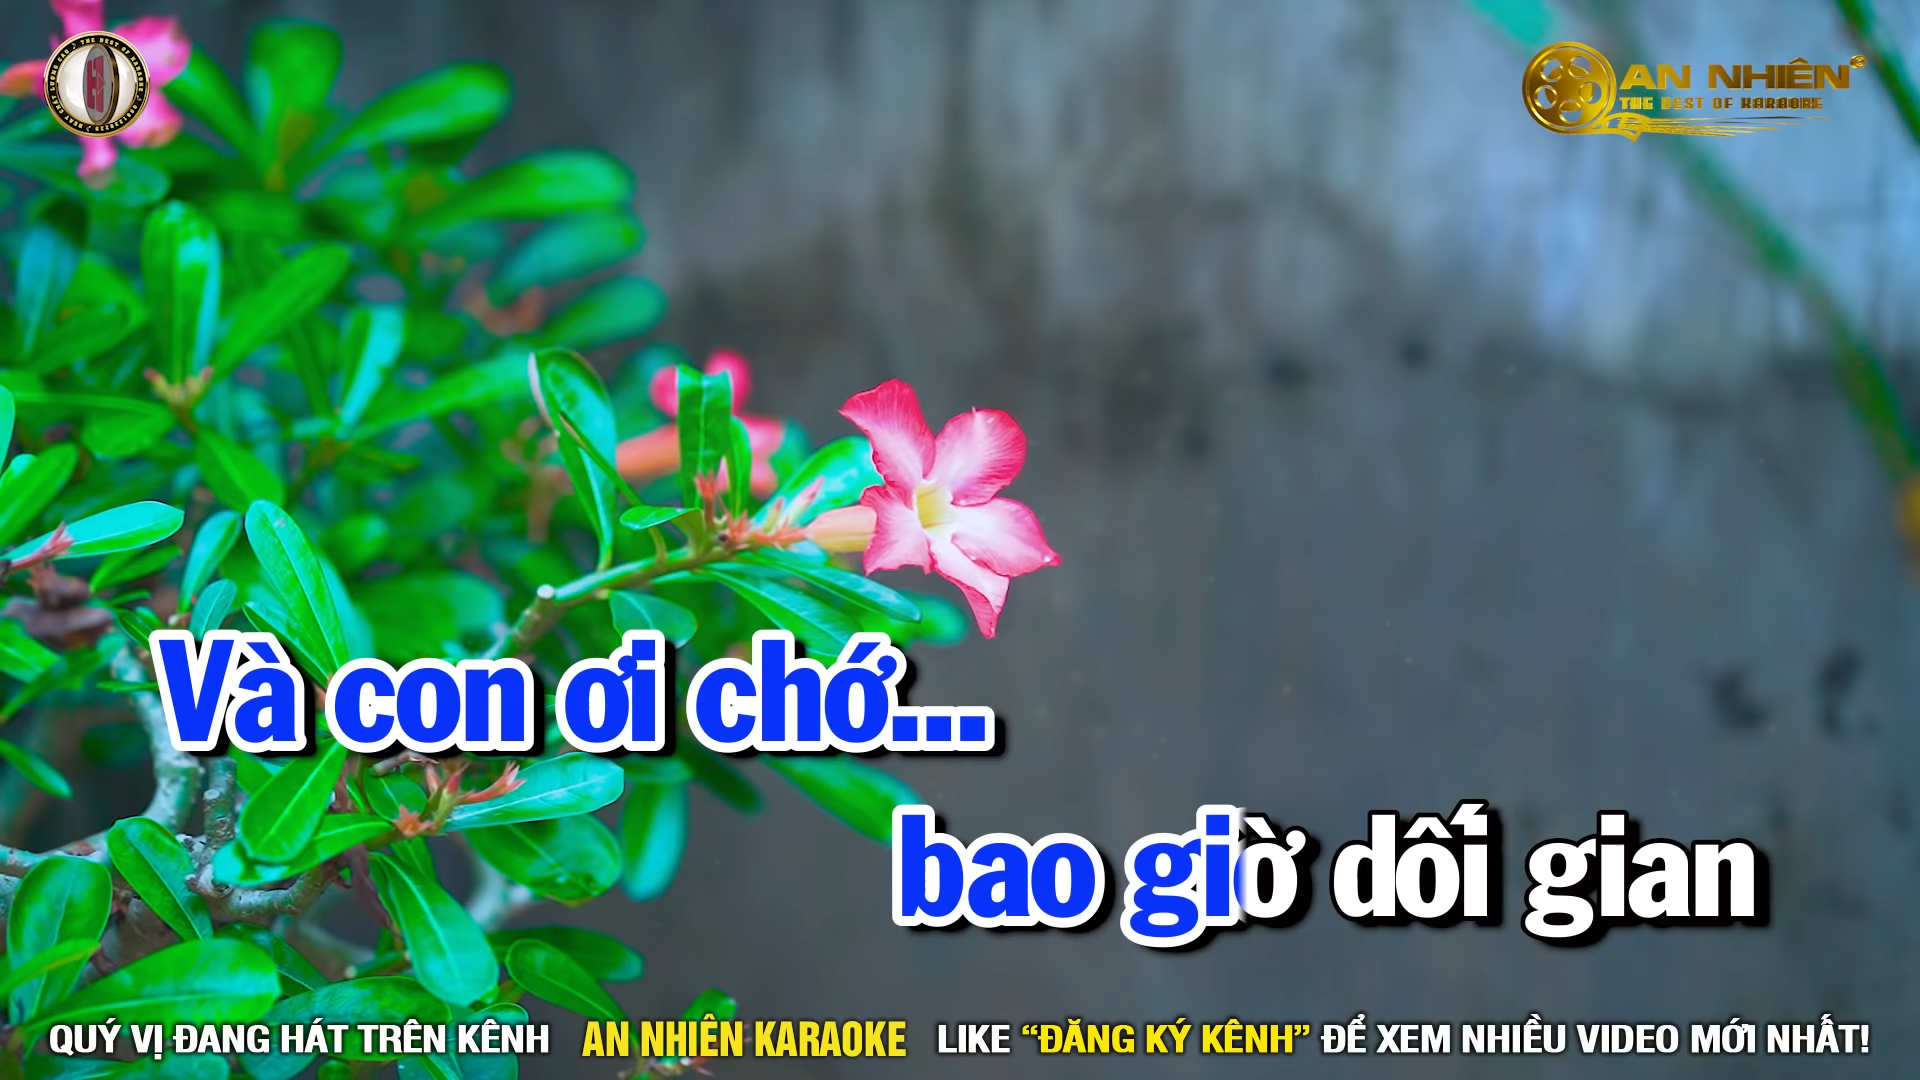 AN NHIÊN
THE BEST OF KARAOKE
Và con ơi chớ...
bao giờ dối gian
QUÝ VỊ ĐANG HÁT TRÊN KÊNH AN NHIÊN KARAOKE LIKE “ĐĂNG KÝ KÊNH” ĐỂ XEM NHIỀU VIDEO MỚI NHẤT!